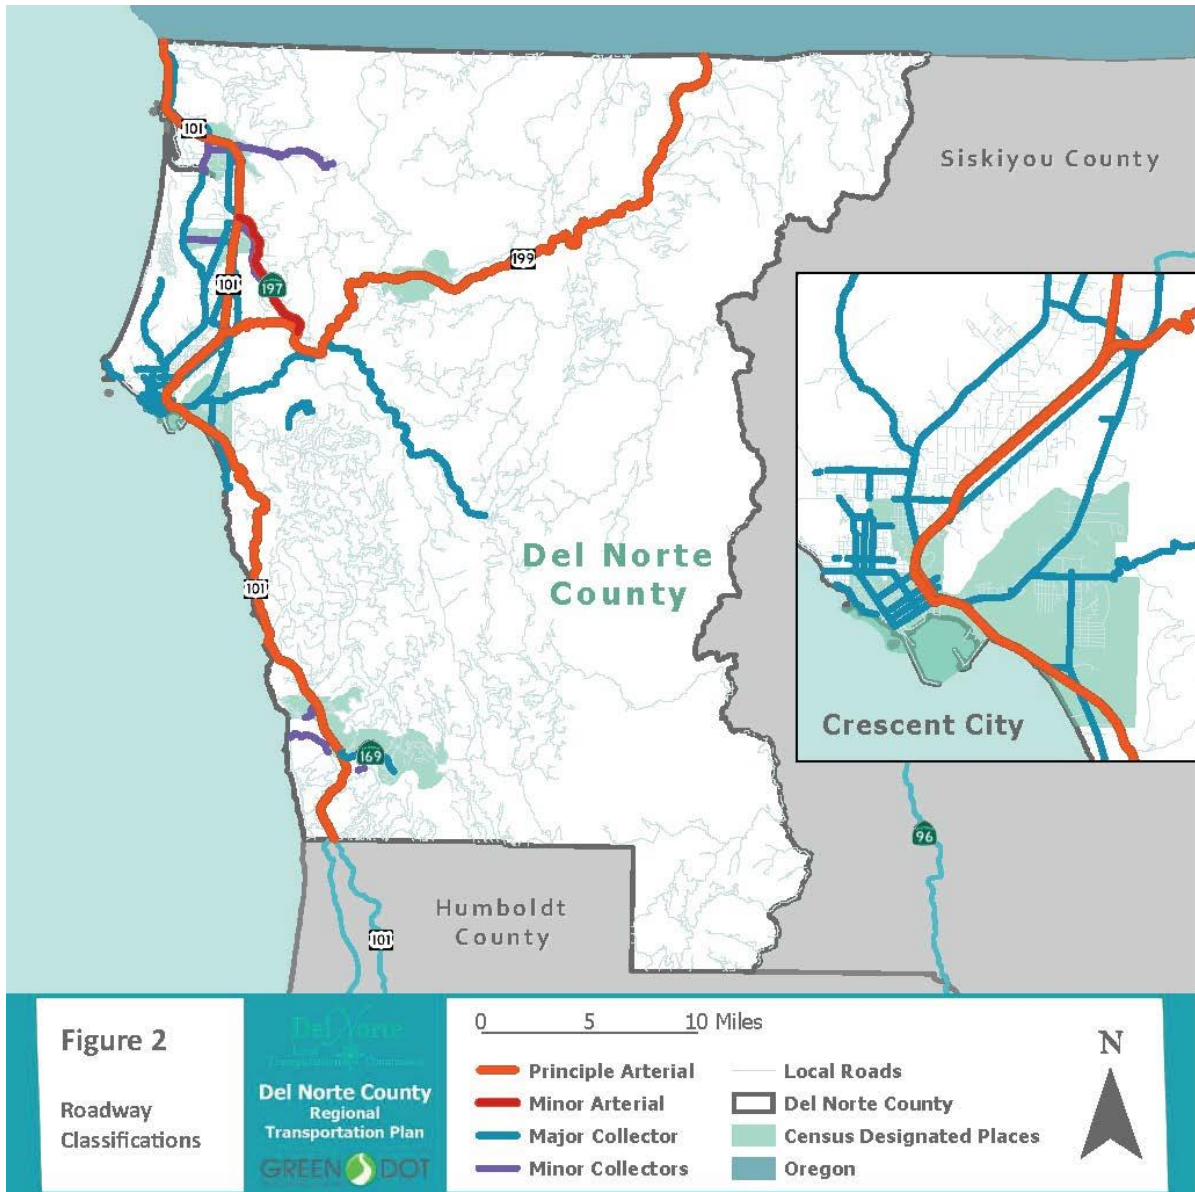 101
Siskiyou County
199
101
197
Del Norte
County
101
Crescent City
169
96
Humboldt
County
101
Figure 2
Roadway
Classifications
Del Norte
Del Norte County
Regional
Transportation Plan
GREEN DOT
0 5 10 Miles
Principle Arterial
Minor Arterial
Major Collector
Minor Collectors
Local Roads
Del Norte County
Census Designated Places
Oregon
N